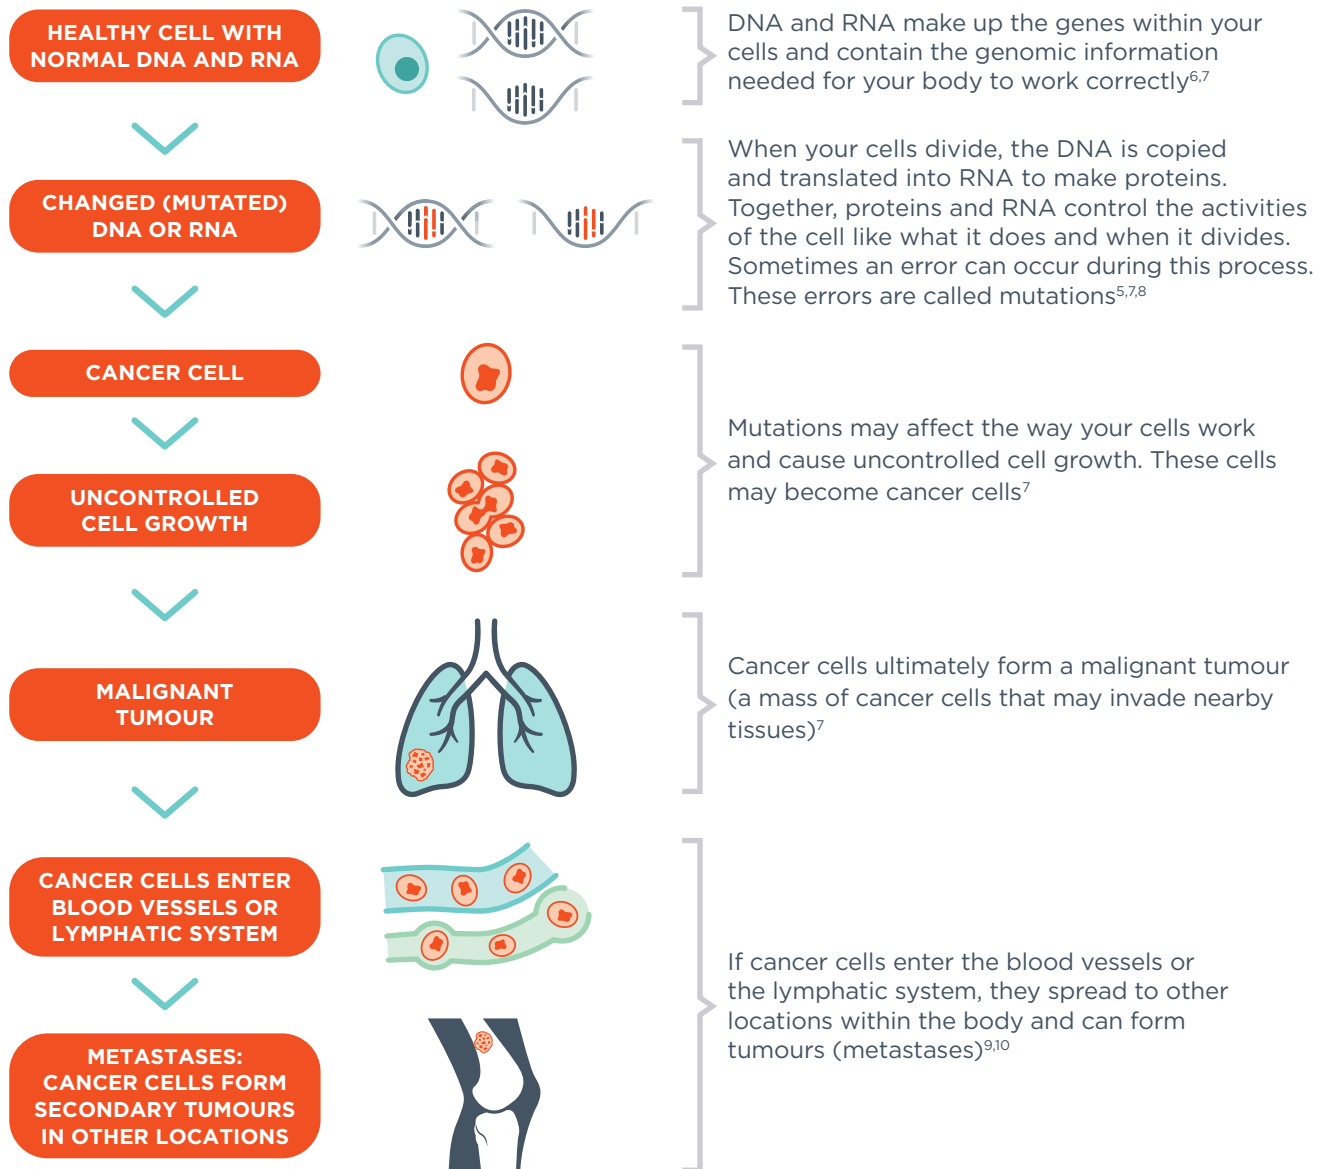 HEALTHY CELL WITH
NORMAL DNA AND RNA
DNA and RNA make up the genes within your
cells and contain the genomic information
needed for your body to work correctly6,7
CHANGED (MUTATED)
DNA OR RNA
When your cells divide, the DNA is copied
and translated into RNA to make proteins.
Together, proteins and RNA control the activities
of the cell like what it does and when it divides.
Sometimes an error can occur during this process.
These errors are called mutations5,7,8
CANCER CELL
UNCONTROLLED
CELL GROWTH
Mutations may affect the way your cells work
and cause uncontrolled cell growth. These cells
may become cancer cells7
MALIGNANT
TUMOUR
Cancer cells ultimately form a malignant tumour
(a mass of cancer cells that may invade nearby
tissues)7
CANCER CELLS ENTER
BLOOD VESSELS OR
LYMPHATIC SYSTEM
METASTASES:
CANCER CELLS FORM
SECONDARY TUMOURS
IN OTHER LOCATIONS
If cancer cells enter the blood vessels or
the lymphatic system, they spread to other
locations within the body and can form
tumours (metastases)9,10